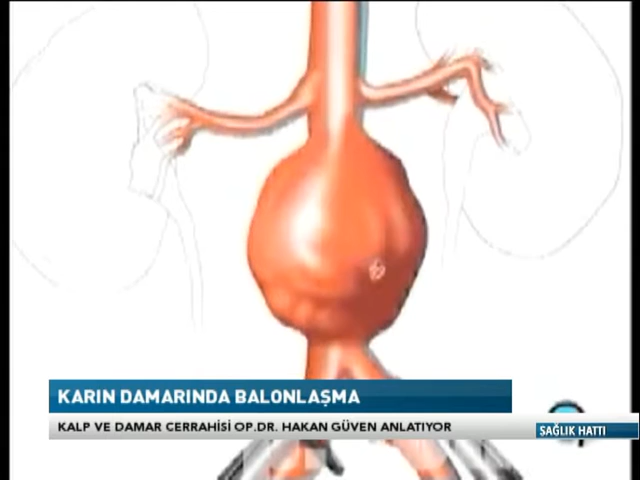 KARIN DAMARINDA BALONLAŞMA
KALP VE DAMAR CERRAHİSİ OP.DR. HAKAN GÜVEN ANLATIYOR
SAĞLIK HATTI